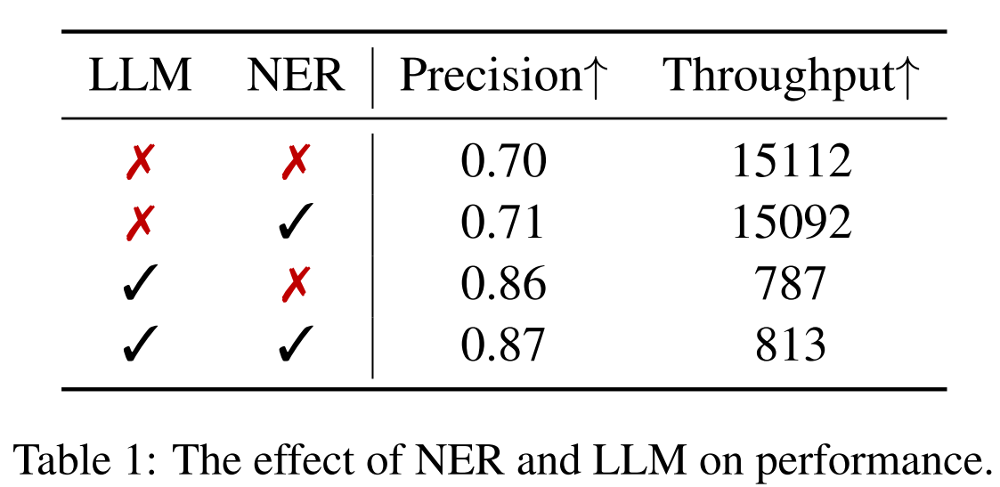 LLM NER Precision↑ Throughput↑
✗ ✗ 0.70 15112
✗ ✓ 0.71 15092
✓ ✗ 0.86 787
✓ ✓ 0.87 813
Table 1: The effect of NER and LLM on performance.